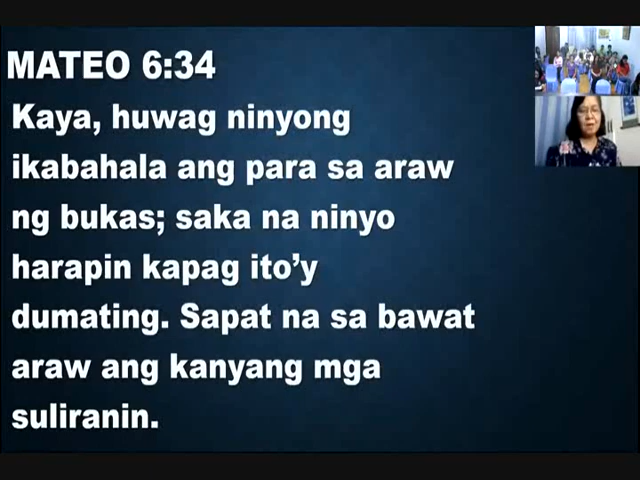 MATEO 6:34
Kaya, huwag ninyong
ikabahala ang para sa araw
ng bukas; saka na ninyo
harapin kapag ito’y
dumating. Sapat na sa bawat
araw ang kanyang mga
suliranin.